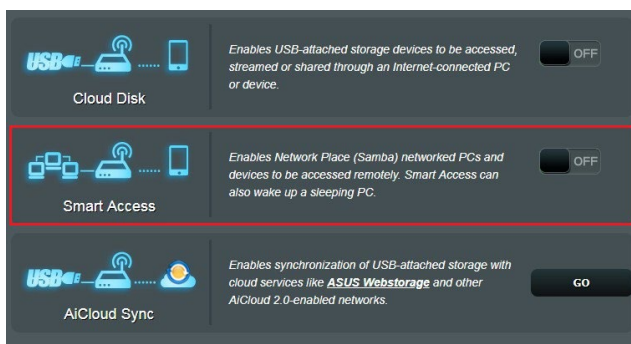 USB
Cloud Disk
Enables USB-attached storage devices to be accessed,
streamed or shared through an Internet-connected PC
or device.
OFF
Smart Access
Enables Network Place (Samba) networked PCs and
devices to be accessed remotely. Smart Access can
also wake up a sleeping PC.
OFF
USB
AiCloud Sync
Enables synchronization of USB-attached storage with
cloud services like ASUS Webstorage and other
AiCloud 2.0-enabled networks.
GO